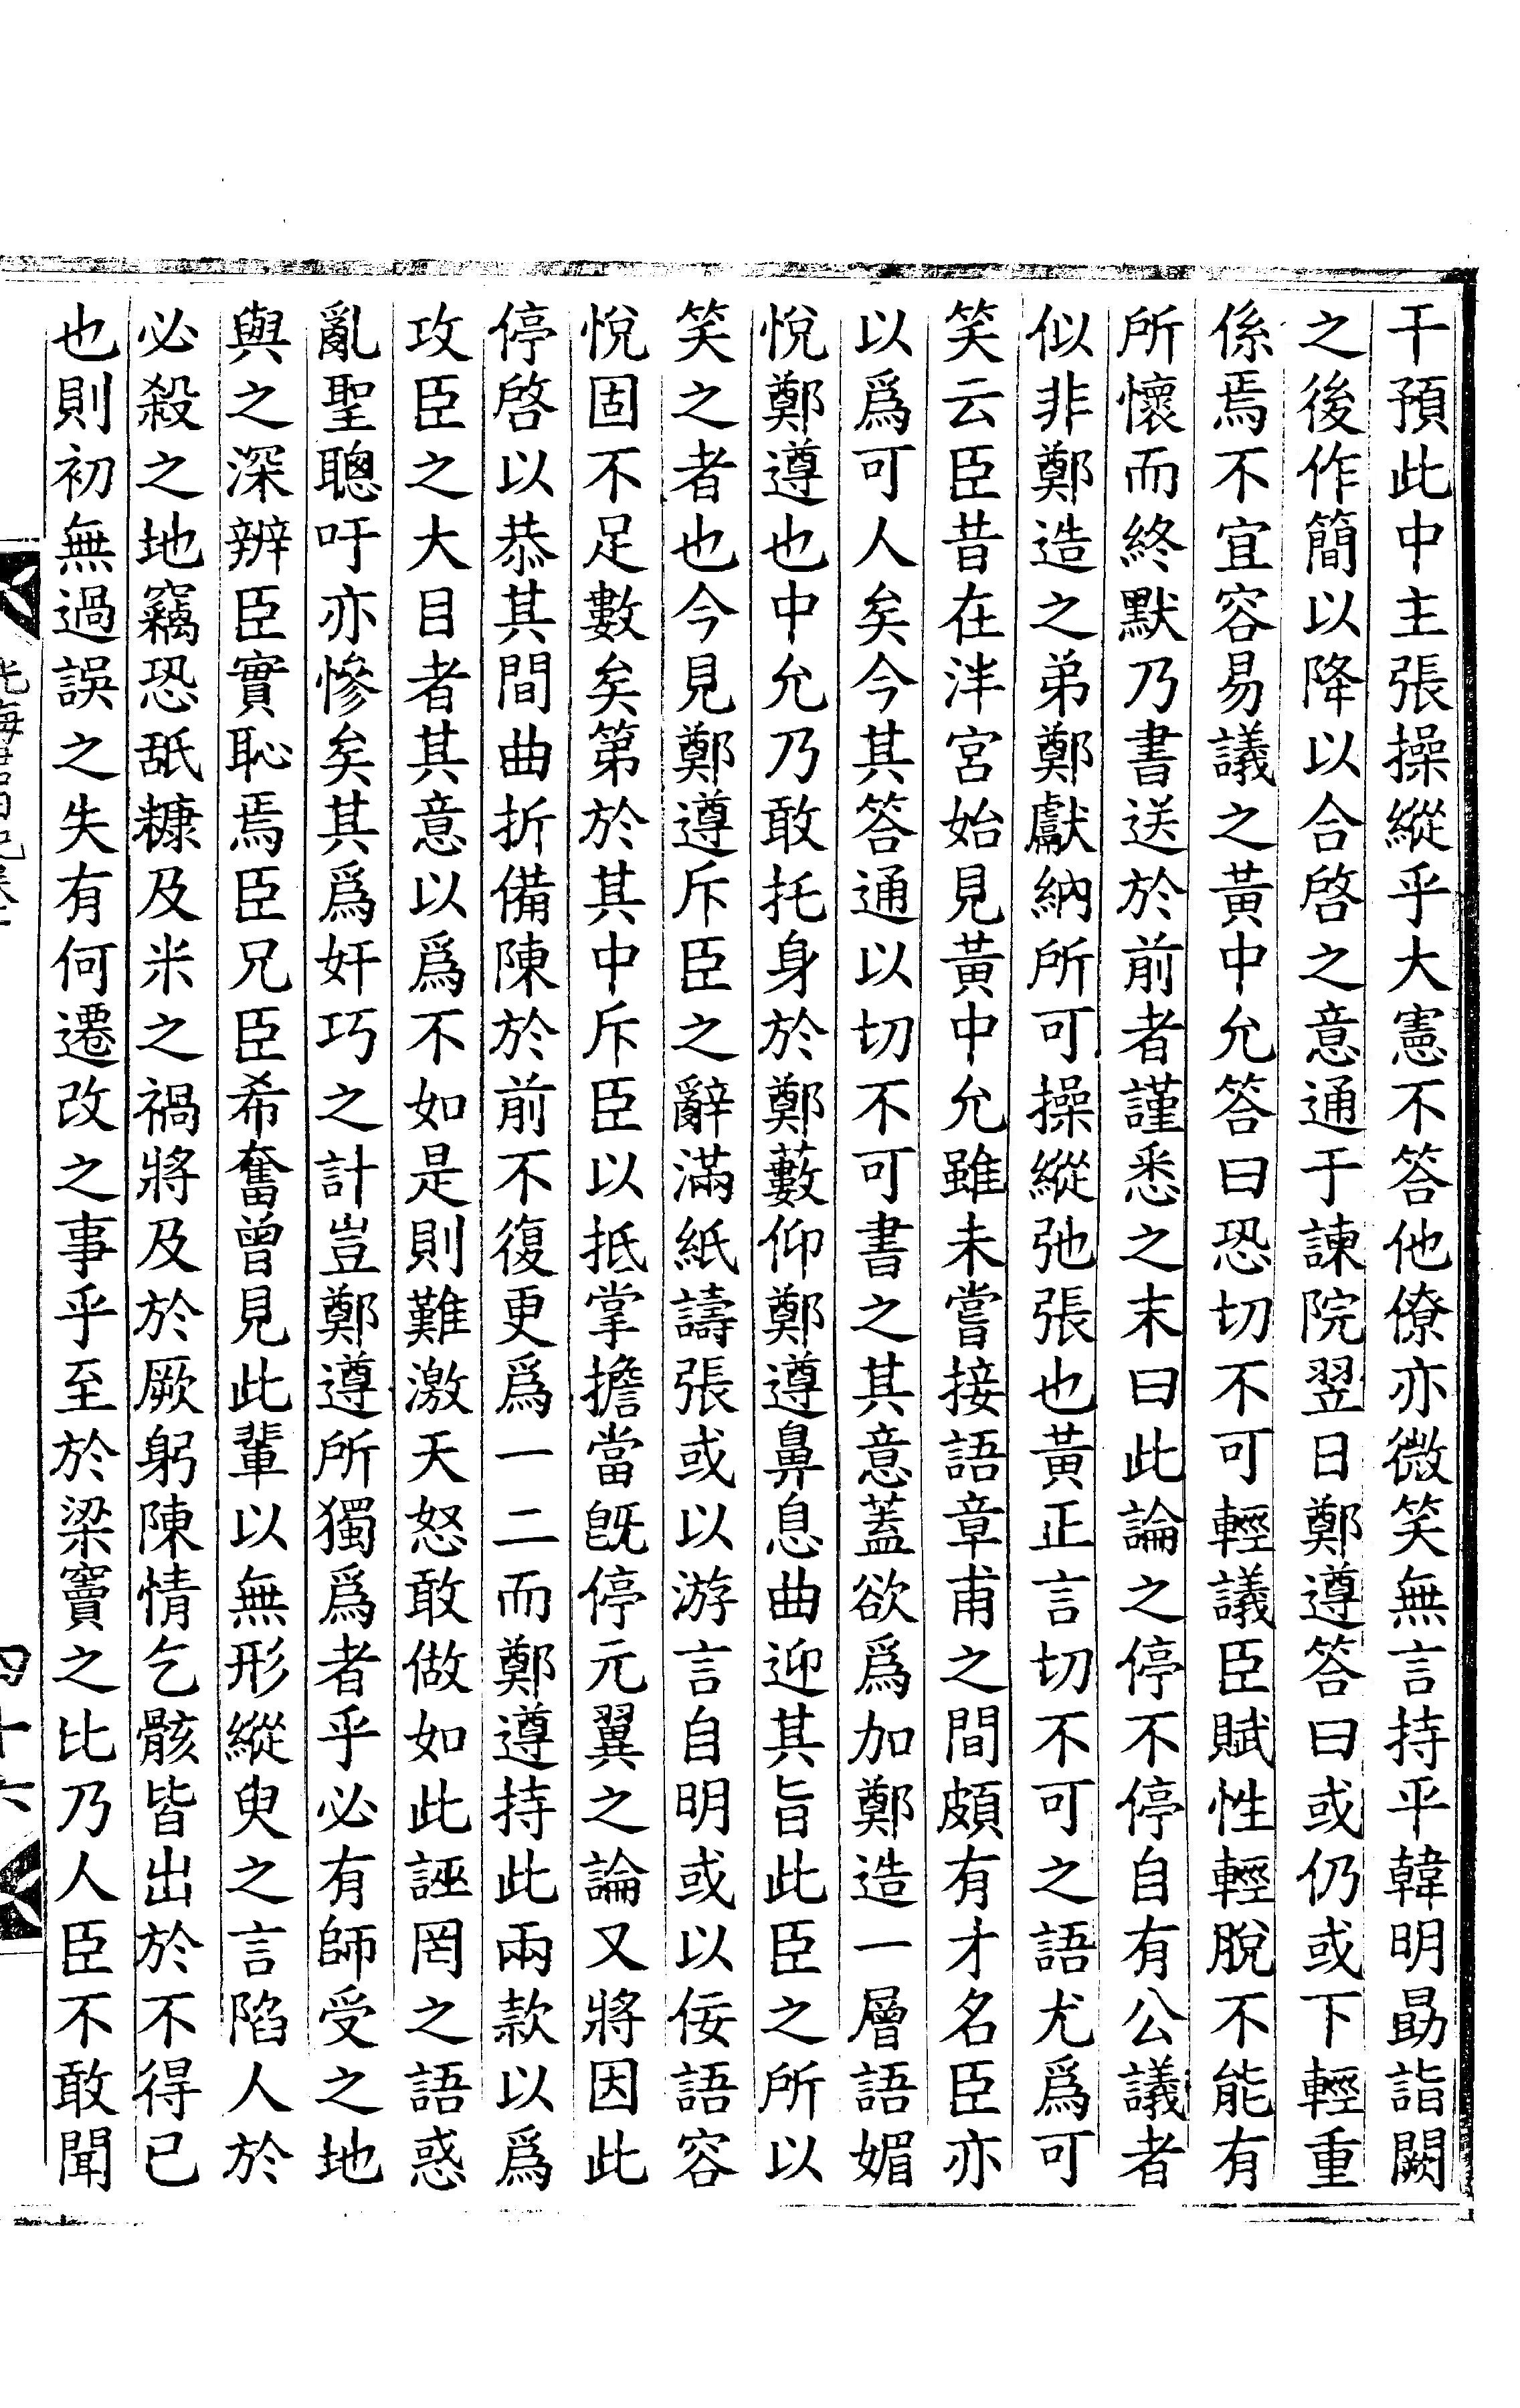 干預此中主張操縱乎大憲不答他僚亦微笑無言持平韓明勗詣闕
之後作簡以降以合啓之意通于諫院翌日鄭遵答曰或仍或下輕重
係焉不宜容易議之黃中允答曰恐切不可輕議臣賦性輕脫不能有
所懷而終默乃書送於前者謹悉之末曰此論之停不停自有公議者
似非鄭造之弟鄭獻納所可操縱弛張也黃正言切不可之語尤爲可
笑云臣昔在泮宮始見黃中允雖未嘗接語章甫之間頗有才名臣亦
以爲可人矣今其答通以切不可書之其意蓋欲爲加鄭造一層語媚
悅鄭遵也中允乃敢托身於鄭藪仰鄭遵鼻息曲迎其旨此臣之所以
笑之者也今見鄭遵斥臣之辭滿紙譸張或以游言自明或以佞語容
悅固不足數矣第於其中斥臣以抵掌擔當旣停元翼之論又將因此
停啓以恭其間曲折備陳於前不復更爲一二而鄭遵持此兩款以爲
攻臣之大目者其意以爲不如是則難激天怒敢做如此誣罔之語惑
亂聖聰吁亦慘矣其爲奸巧之計豈鄭遵所獨爲者乎必有師受之地
與之深辨臣實恥焉臣兄臣希奮曾見此輩以無形縱臾之言陷人於
必殺之地竊恐舐糠及米之禍將及於厥躬陳情乞骸皆出於不得已
也則初無過誤之失有何遷改之事乎至於梁竇之比乃人臣不敢聞
四十六